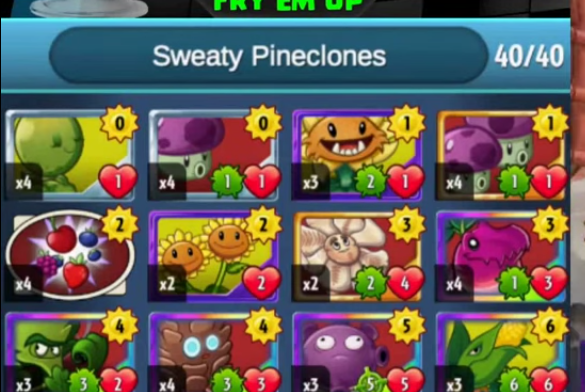 FRY EM UP
Sweaty Pineclones 40/40
0 0 1 1
x4 1 x4 1 1 x3 2 1 x4 1 1
2 2 3 3
x4 x2 2 x2 2 4 x4 1 3
4 4 5 6
x3 3 2 x4 3 3 x3 5 5 x3 6 6